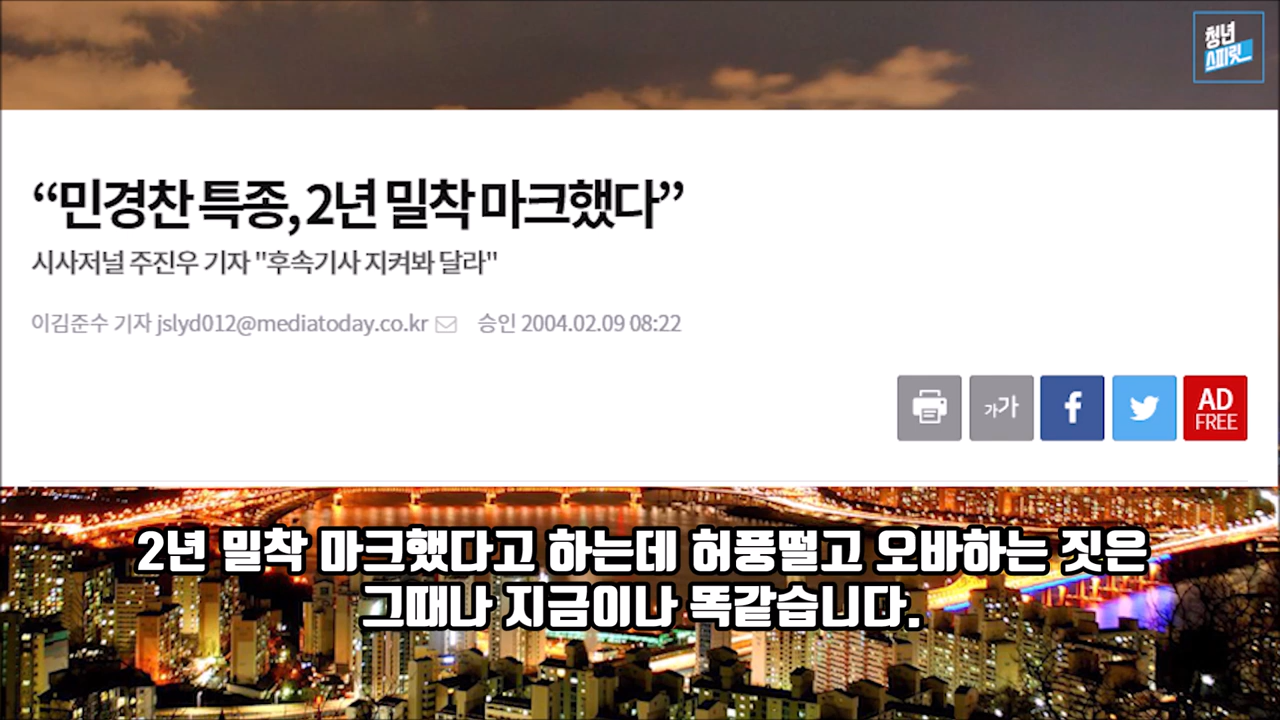 청년
스피릿
“민경찬 특종, 2년 밀착 마크했다”
시사저널 주진우 기자 "후속기사 지켜봐 달라"
이김준수 기자 jslyd012@mediatoday.co.kr 승인 2004.02.09 08:22
가가
AD
FREE
2년 밀착 마크했다고 하는데 허풍떨고 오바하는 짓은
그때나 지금이나 똑같습니다.